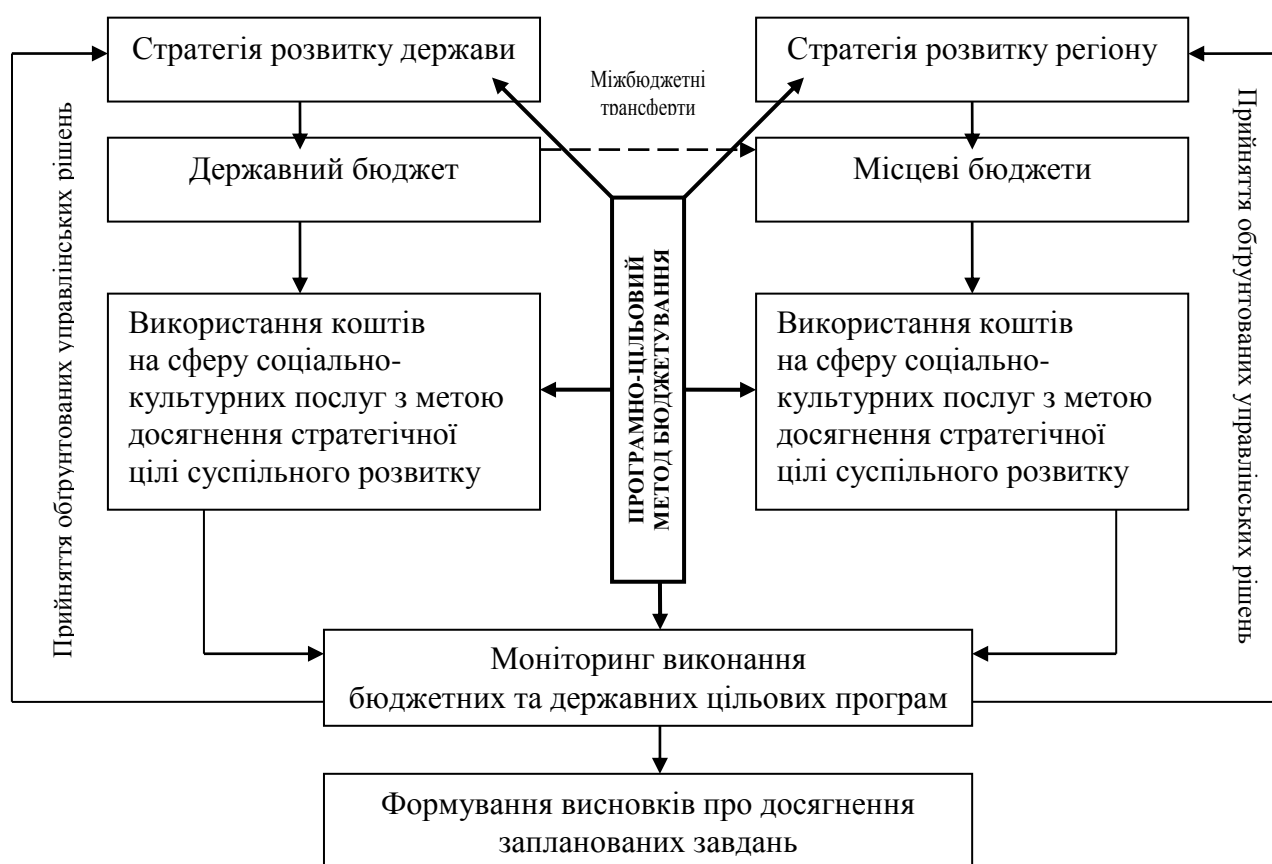 Стратегія розвитку держави
Стратегія розвитку регіону
Міжбюджетні
трансферти
Державний бюджет
Місцеві бюджети
Прийняття обґрунтованих управлінських рішень
Прийняття обґрунтованих управлінських рішень
ПРОГРАМНО-ЦІЛЬОВИЙ
МЕТОД БЮДЖЕТУВАННЯ
Використання коштів
на сферу соціально-
культурних послуг з метою
досягнення стратегічної
цілі суспільного розвитку
Використання коштів
на сферу соціально-
культурних послуг з метою
досягнення стратегічної
цілі суспільного розвитку
Моніторинг виконання
бюджетних та державних цільових програм
Формування висновків про досягнення
запланованих завдань